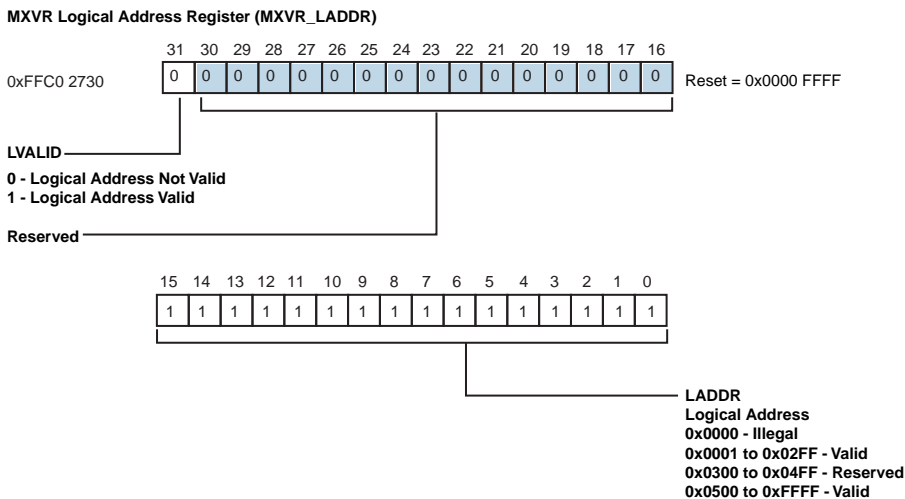 MXVR Logical Address Register (MXVR_LADDR)
31 30 29 28 27 26 25 24 23 22 21 20 19 18 17 16
0xFFC0 2730
0 0 0 0 0 0 0 0 0 0 0 0 0 0 0 0
Reset = 0x0000 FFFF
LVALID
0 - Logical Address Not Valid
1 - Logical Address Valid
Reserved
15 14 13 12 11 10 9 8 7 6 5 4 3 2 1 0
1 1 1 1 1 1 1 1 1 1 1 1 1 1 1 1
LADDR
Logical Address
0x0000 - Illegal
0x0001 to 0x02FF - Valid
0x0300 to 0x04FF - Reserved
0x0500 to 0xFFFF - Valid